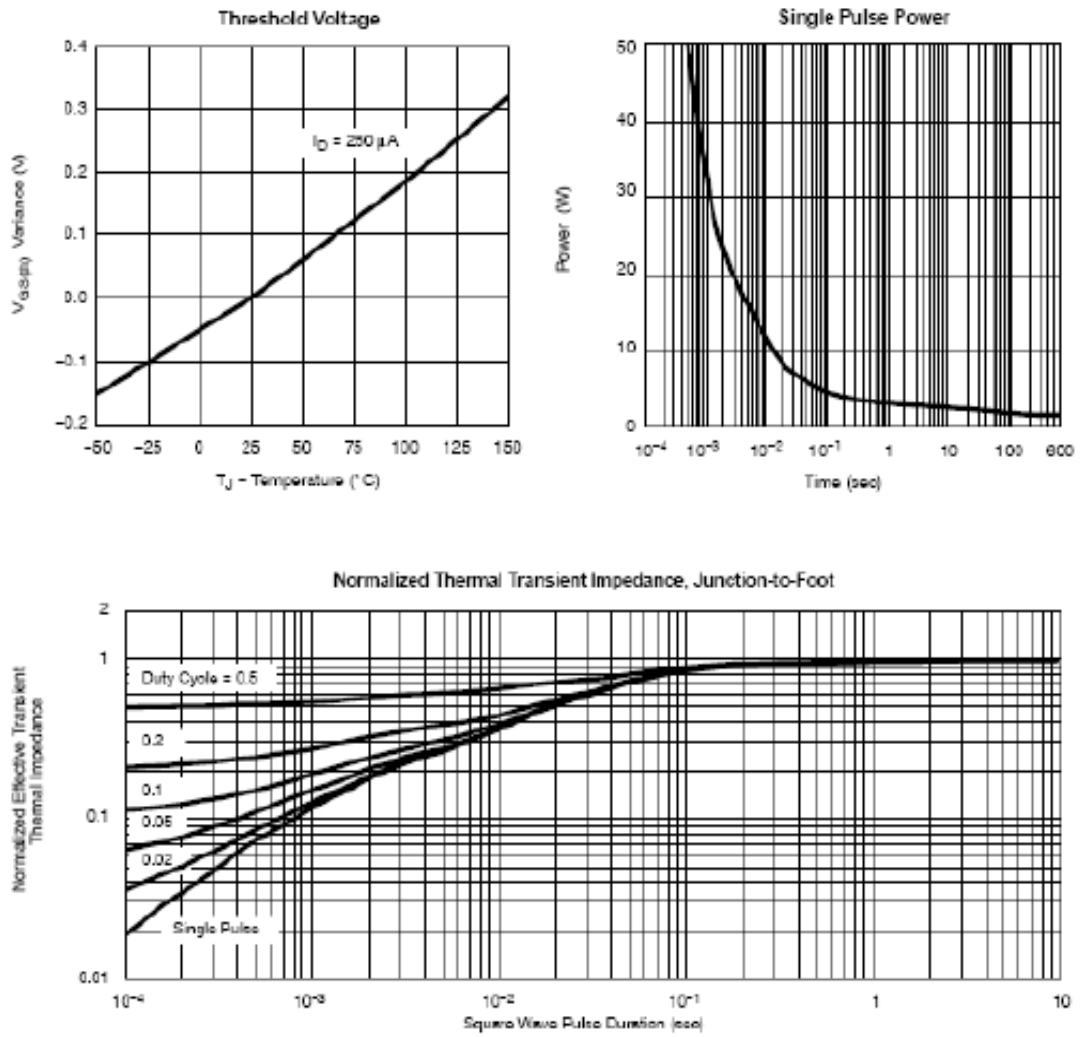 Threshold Voltage
0.4
0.3
0.2
0.1
0.0
−0.1
−0.2
−50 −25 0 25 50 75 100 125 150
I_D = 250 µA
V_GS(th) Variance (V)
T_J − Temperature (°C)
Single Pulse Power
50
40
30
20
10
0
10⁻⁴ 10⁻³ 10⁻² 10⁻¹ 1 10 100 600
Power (W)
Time (sec)
Normalized Thermal Transient Impedance, Junction-to-Foot
2
1
0.1
0.01
Duty Cycle = 0.5
0.2
0.1
0.05
0.02
Single Pulse
10⁻⁴ 10⁻³ 10⁻² 10⁻¹ 1 10
Normalized Effective Transient
Thermal Impedance
Square Wave Pulse Duration (sec)